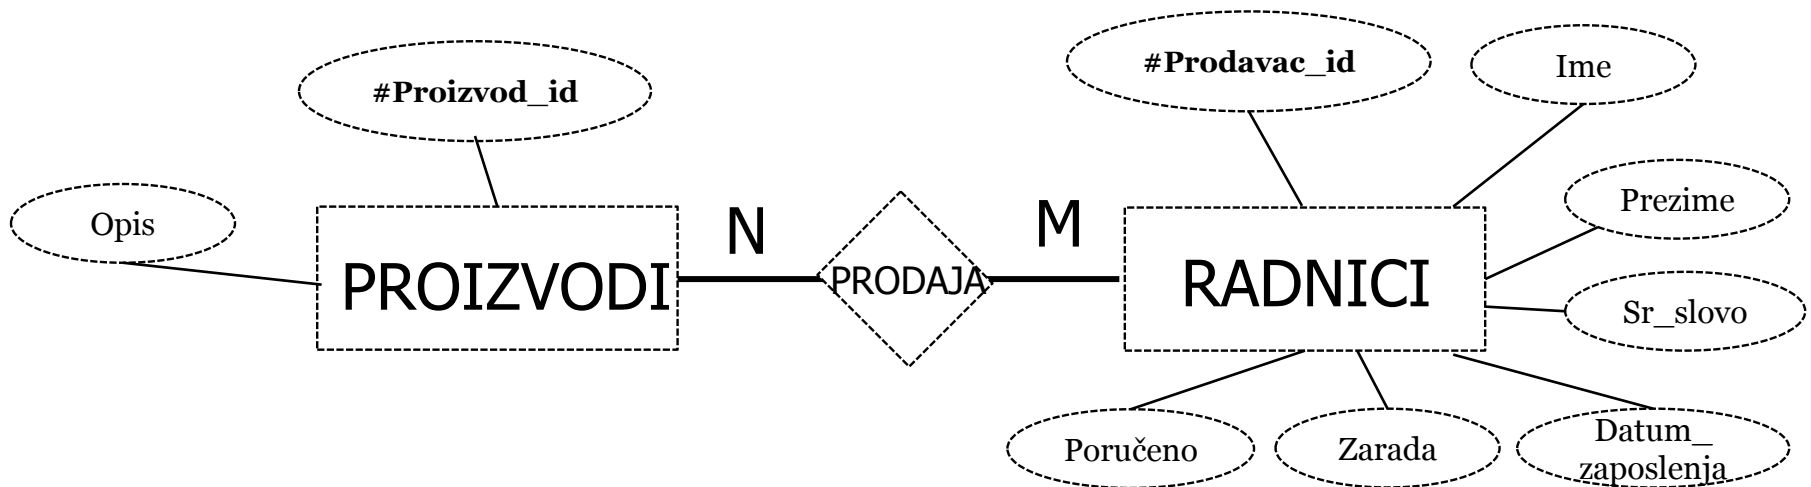 #Proizvod_id
#Prodavac_id
Ime
Opis
Prezime
N
M
PROIZVODI
PRODAJA
RADNICI
Sr_slovo
Poručeno
Zarada
Datum_
zaposlenja